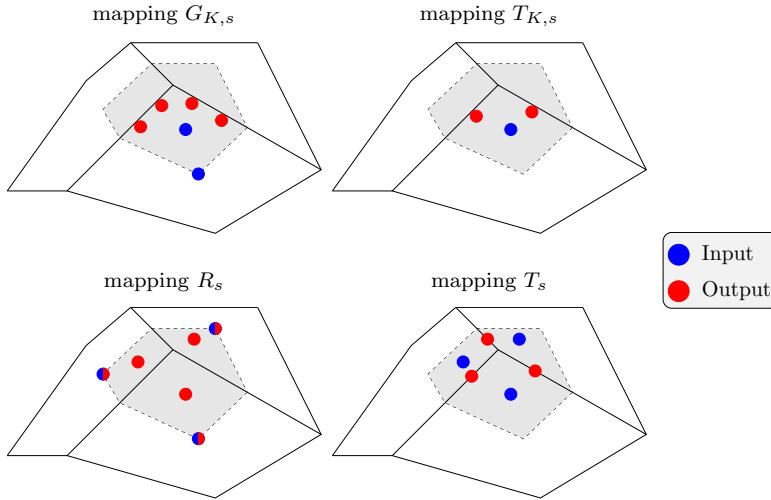 mapping G_{K,s}
mapping T_{K,s}
mapping R_s
mapping T_s
Input
Output